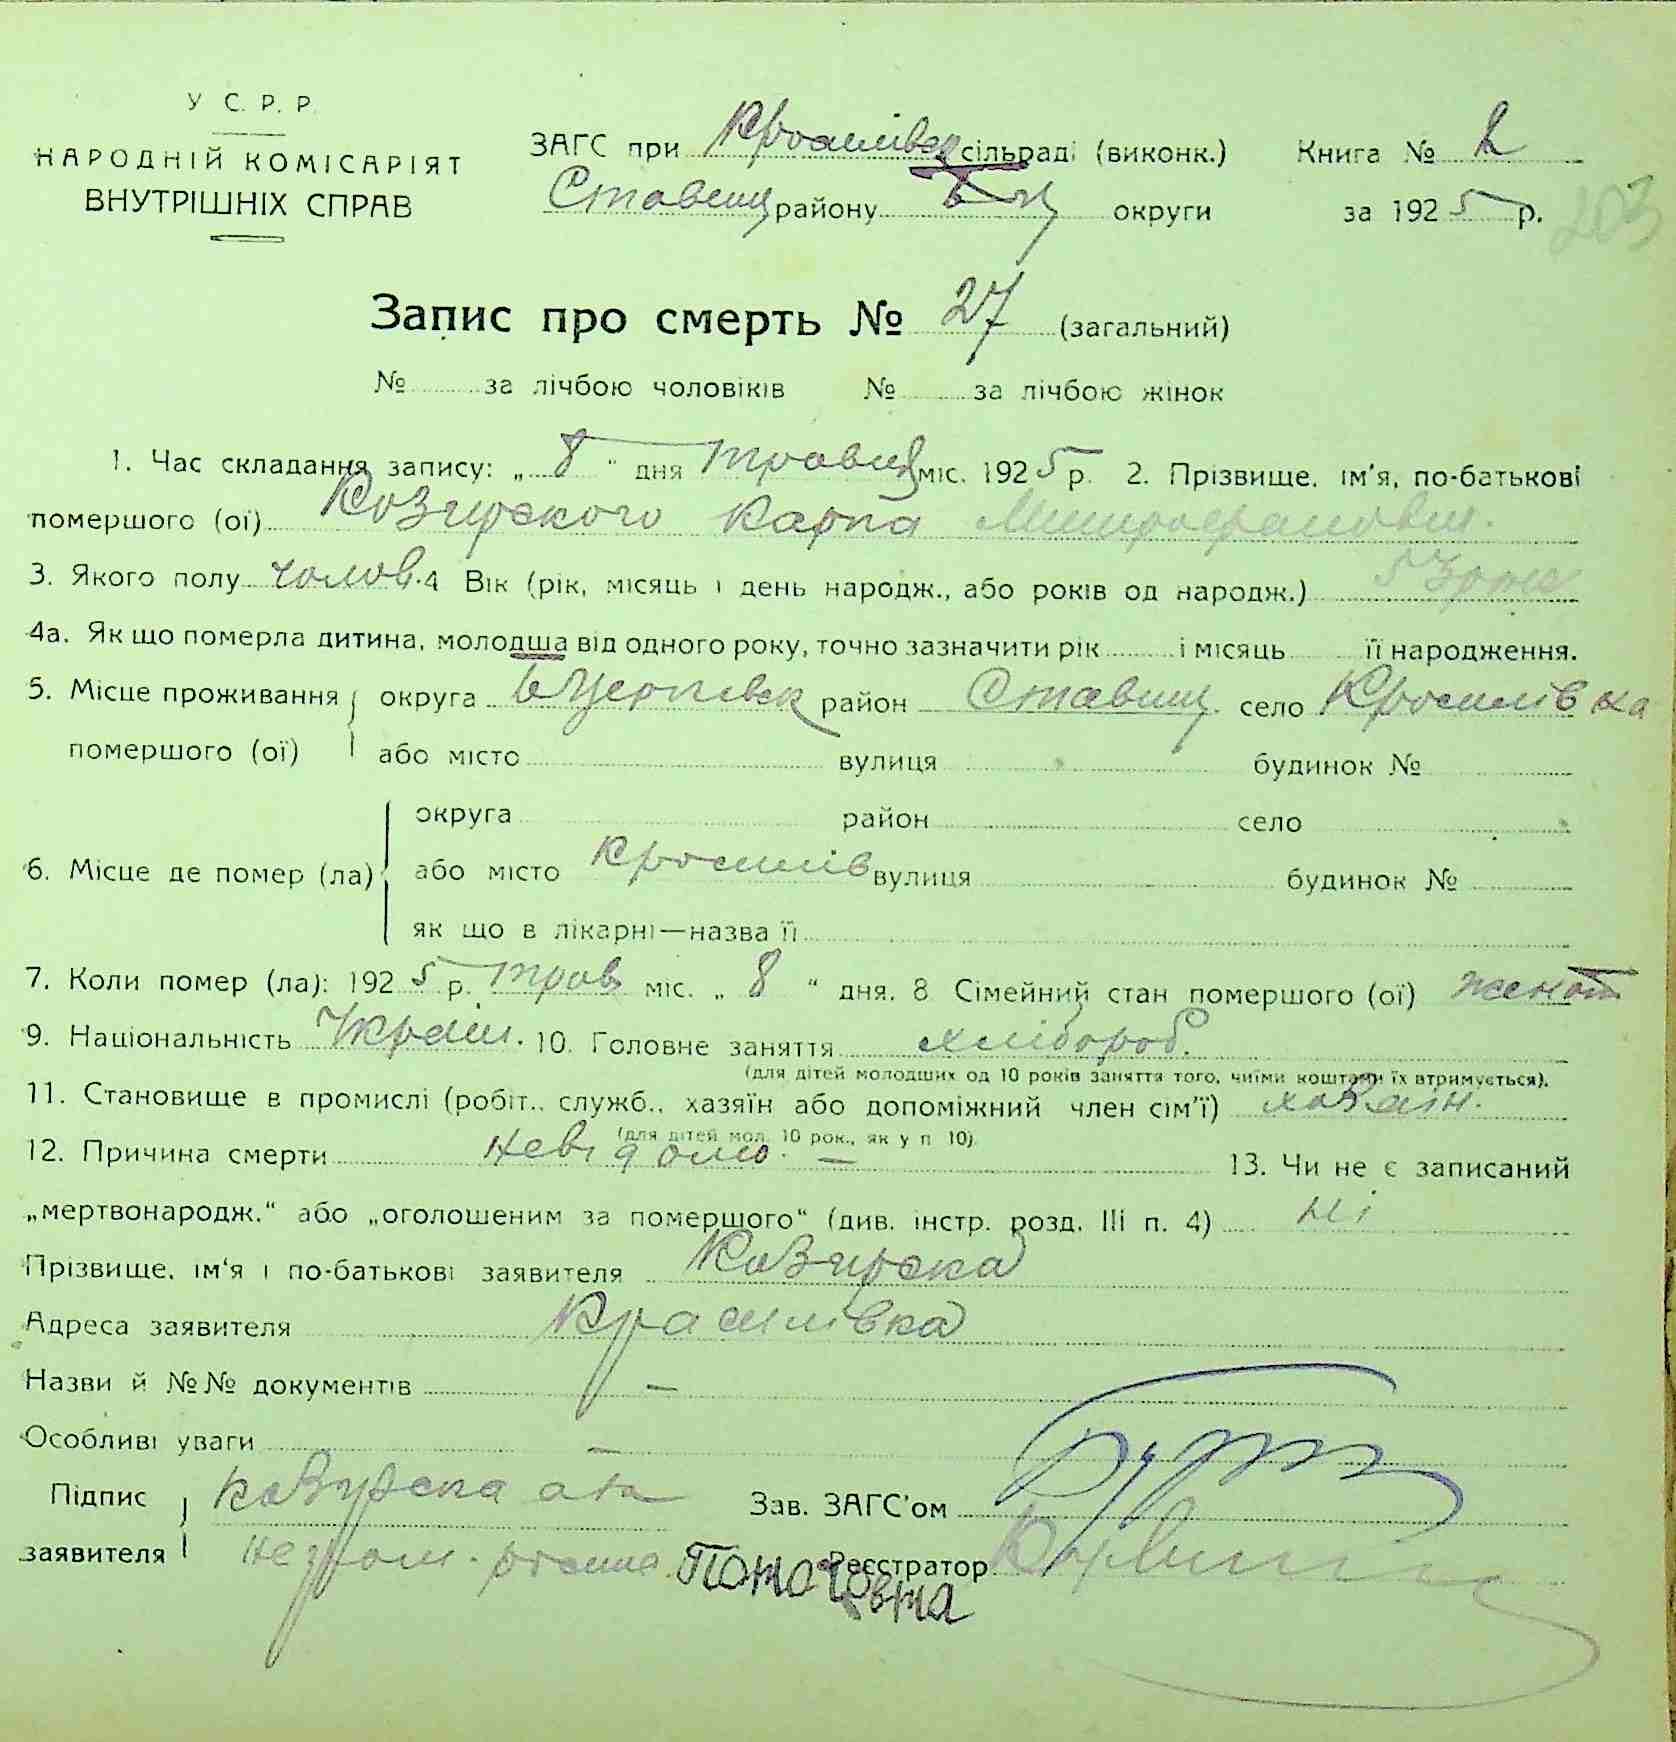 У С. Р. Р.
НАРОДНІЙ КОМІСАРІЯТ
ВНУТРІШНІХ СПРАВ
ЗАГС при Красилівск сільраді (виконк.) Книга № 2
Ставищ району Б Ц округи за 1925 р.
203
Запис про смерть № 27 (загальний)
№ за лічбою чоловіків № за лічбою жінок
1. Час складання запису: „ 8 " дня травня міс. 1925 р. 2. Прізвище, ім'я, по-батькові
помершого (ої) Козирского Карпа Митрофанович.
3. Якого полу чолов. 4 Вік (рік, місяць і день народж., або років од народж.) 53 роки
4а. Як що померла дитина, молодша від одного року, точно зазначити рік і місяць її народження.
5. Місце проживання помершого (ої) округа БЦерківск район Ставищ. село Красилівка
або місто вулиця будинок №
6. Місце де помер (ла) округа район село
або місто Красилів вулиця будинок №
як що в лікарні—назва її
7. Коли помер (ла): 1925 р. трав міс. „ 8 " дня. 8 Сімейний стан помершого (ої) женат
9. Національність Україн. 10. Головне заняття хлібороб.
(для дітей молодших од 10 років заняття того, чиїми коштами їх втримується).
11. Становище в промислі (робіт., служб., хазяїн або допоміжний член сім'ї) хазаін.
(для дітей мол. 10 рок., як у п 10).
12. Причина смерти невідомо. — 13. Чи не є записаний
„мертвонародж." або „оголошеним за помершого" (див. інстр. розд. III п. 4) ні
Прізвище, ім'я і по-батькові заявителя Козирска
Адреса заявителя Красилівка
Назви й №№ документів —
Особливі уваги —
Підпис заявителя Козирска а за Зав. ЗАГС'ом
неграм. Реєстратор